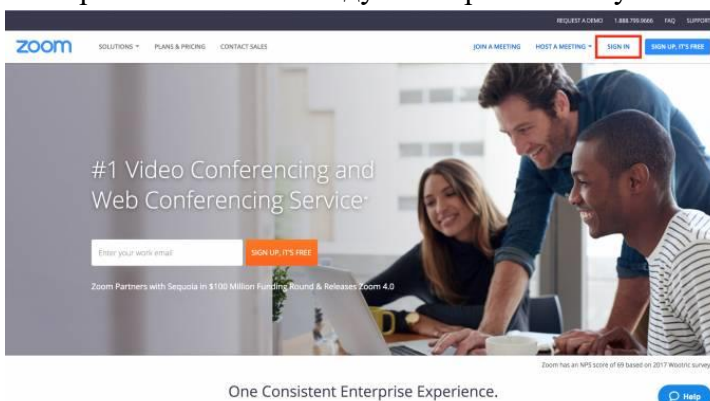 REQUEST A DEMO 1.888.799.9666 FAQ SUPPORT
zoom SOLUTIONS PLANS & PRICING CONTACT SALES JOIN A MEETING HOST A MEETING SIGN IN SIGN UP, IT'S FREE
#1 Video Conferencing and
Web Conferencing Service
Enter your work email SIGN UP, IT'S FREE
Zoom Partners with Sequoia in $100 Million Funding Round & Releases Zoom 4.0
Zoom has an NPS score of 69 based on 2017 Wootric survey
One Consistent Enterprise Experience.
Help